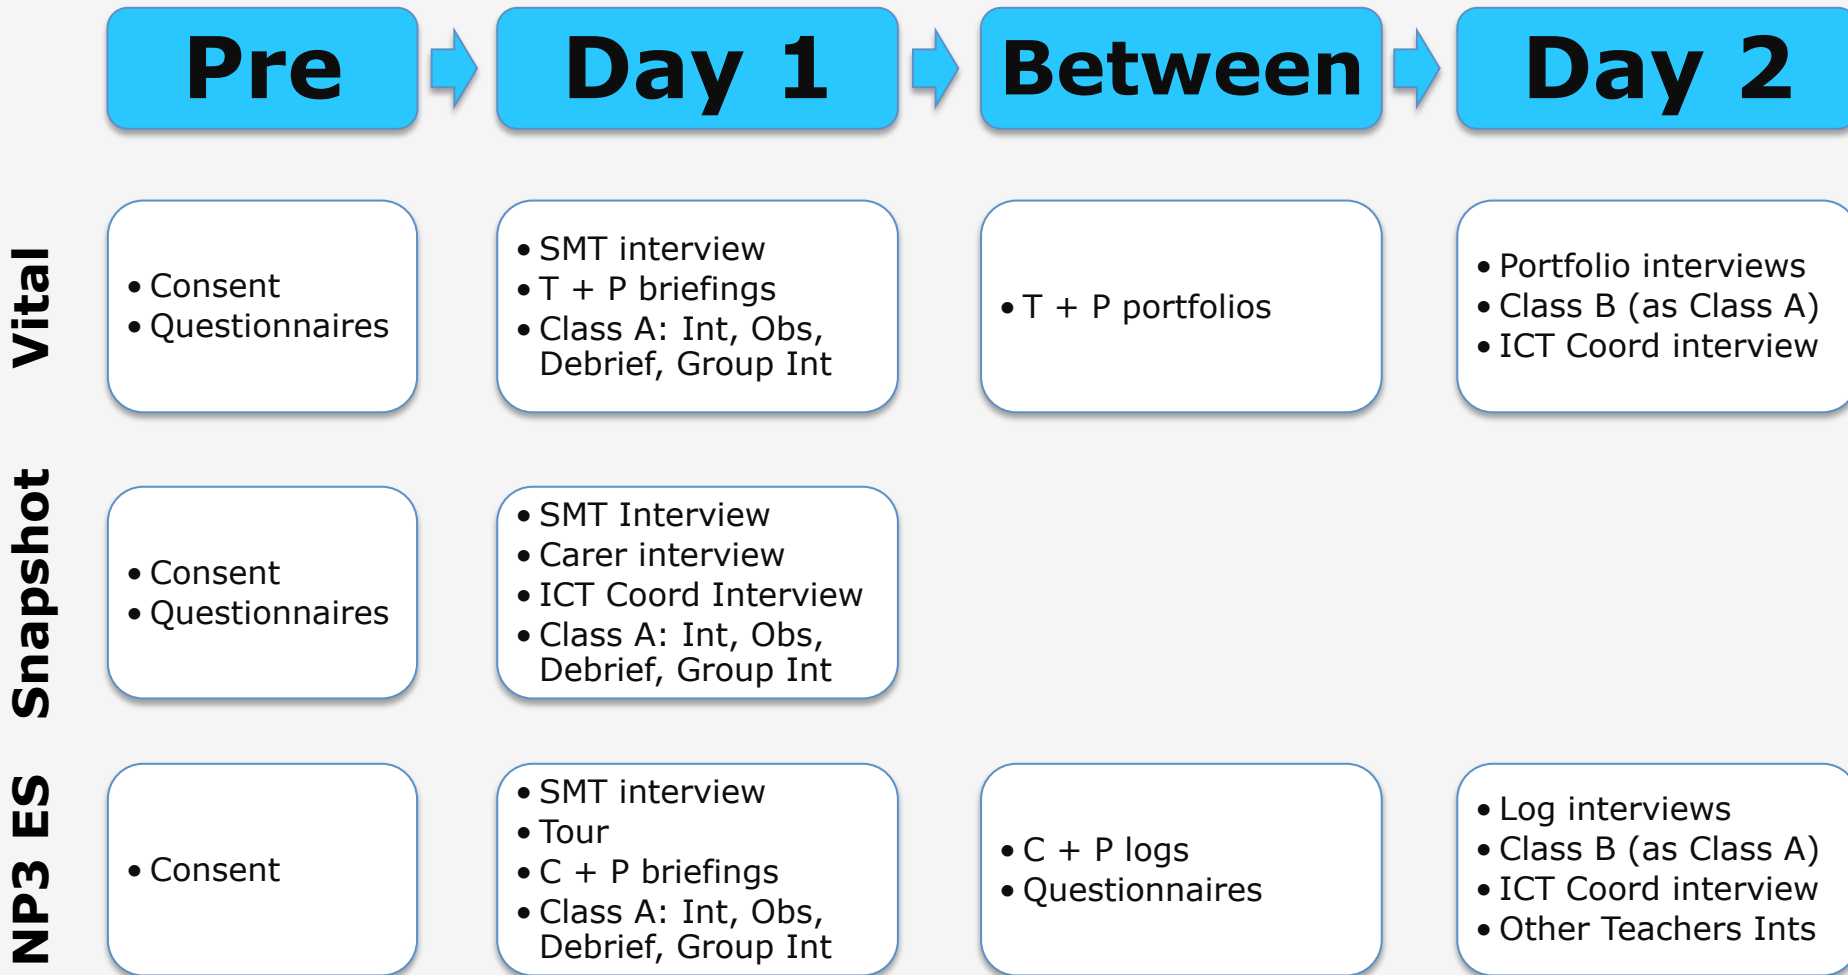 Pre
Day 1
Between
Day 2
Vital
• Consent
• Questionnaires
• SMT interview
• T + P briefings
• Class A: Int, Obs,
Debrief, Group Int
• T + P portfolios
• Portfolio interviews
• Class B (as Class A)
• ICT Coord interview
Snapshot
• Consent
• Questionnaires
• SMT Interview
• Carer interview
• ICT Coord Interview
• Class A: Int, Obs,
Debrief, Group Int
NP3 ES
• Consent
• SMT interview
• Tour
• C + P briefings
• Class A: Int, Obs,
Debrief, Group Int
• C + P logs
• Questionnaires
• Log interviews
• Class B (as Class A)
• ICT Coord interview
• Other Teachers Ints